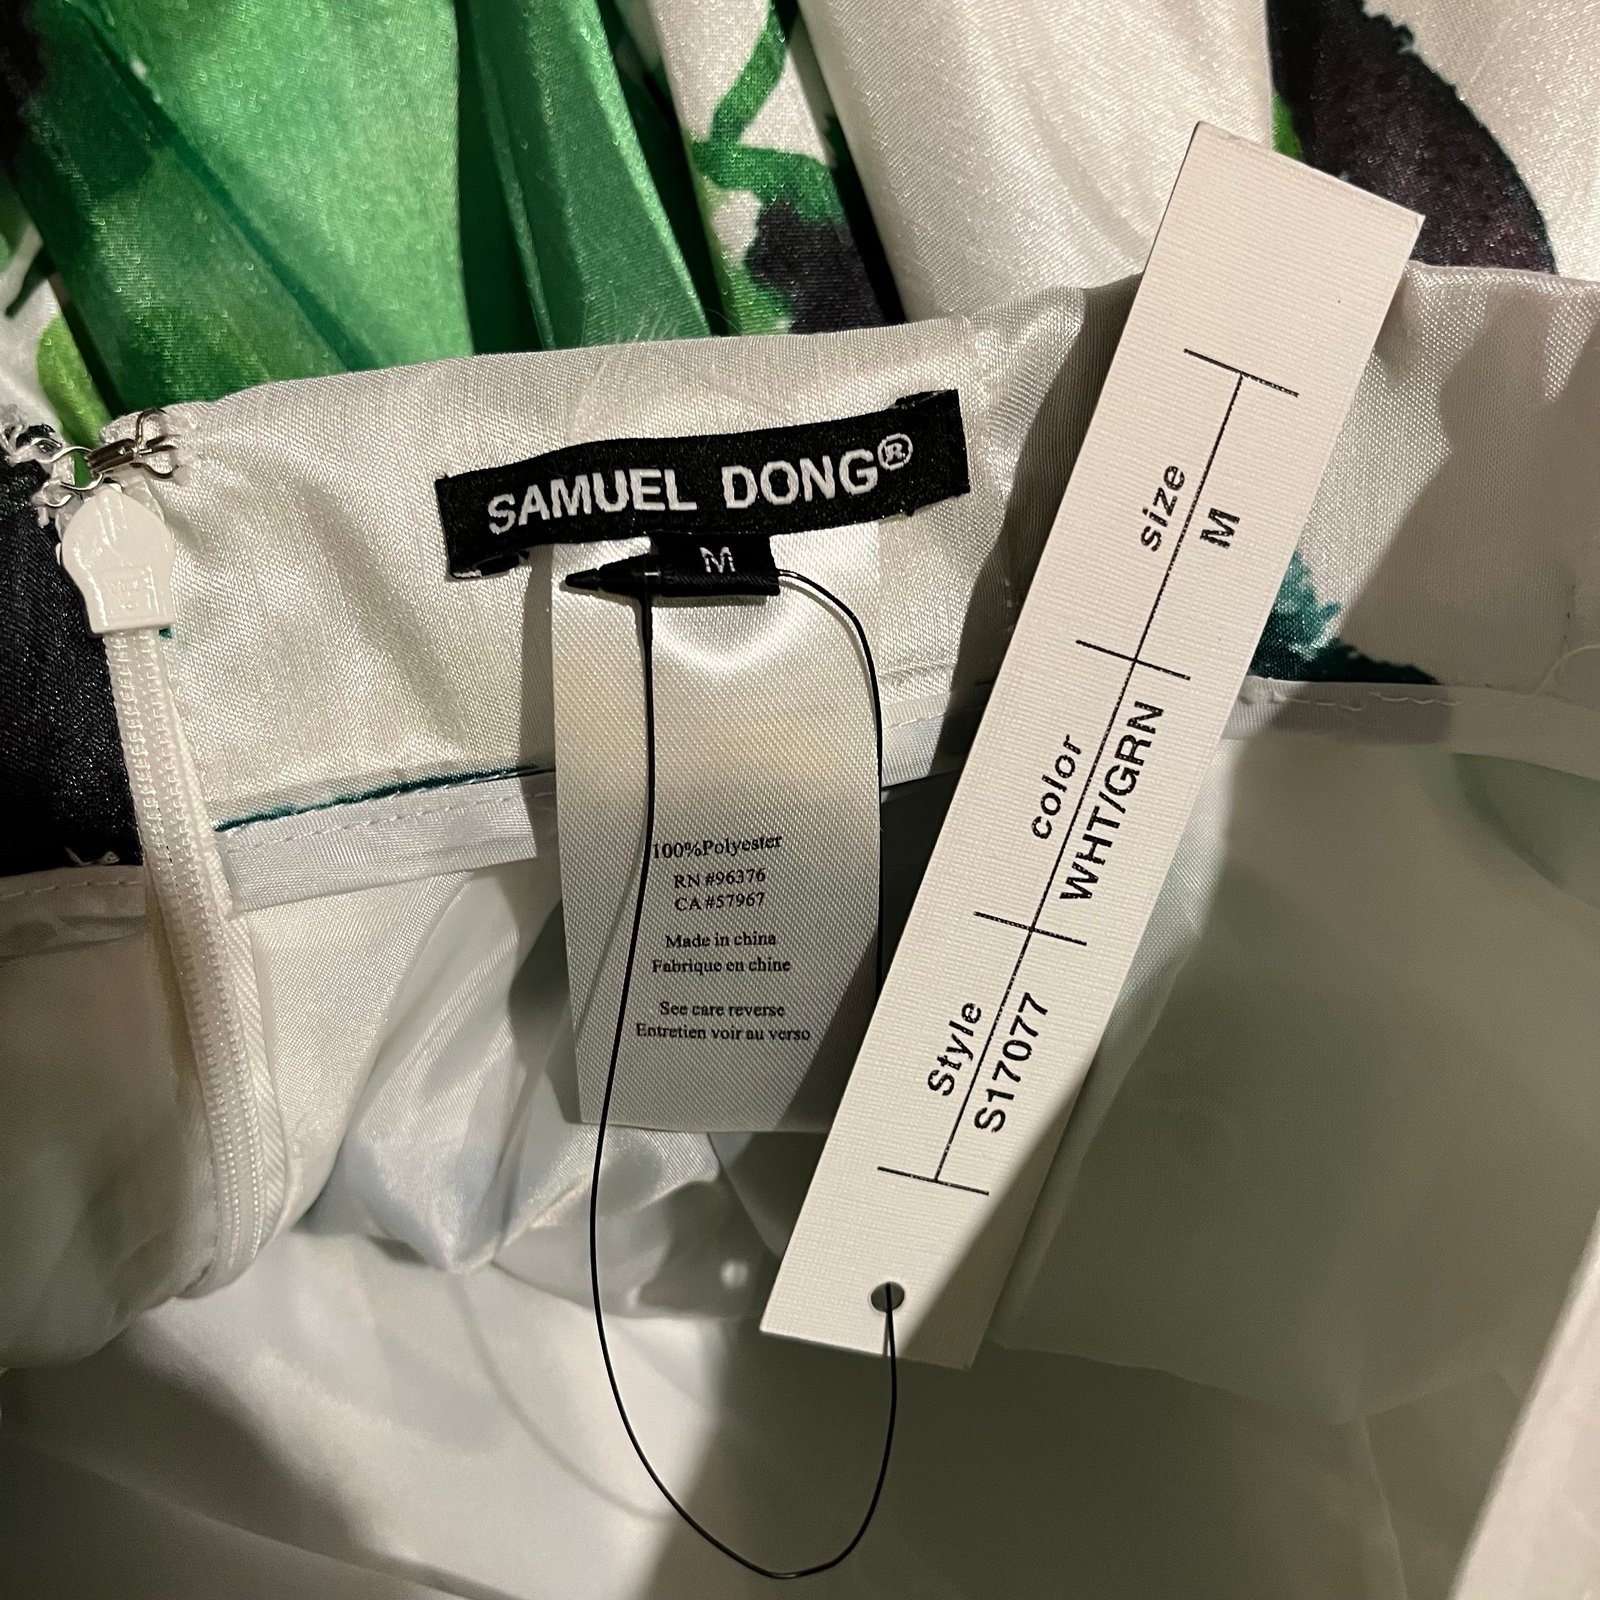 SAMUEL DONG®
M
100%Polyester
RN #96376
CA #57967
Made in china
Fabrique en chine
See care reverse
Entretien voir au verso
Style
S17077
color
WHT/GRN
size
M